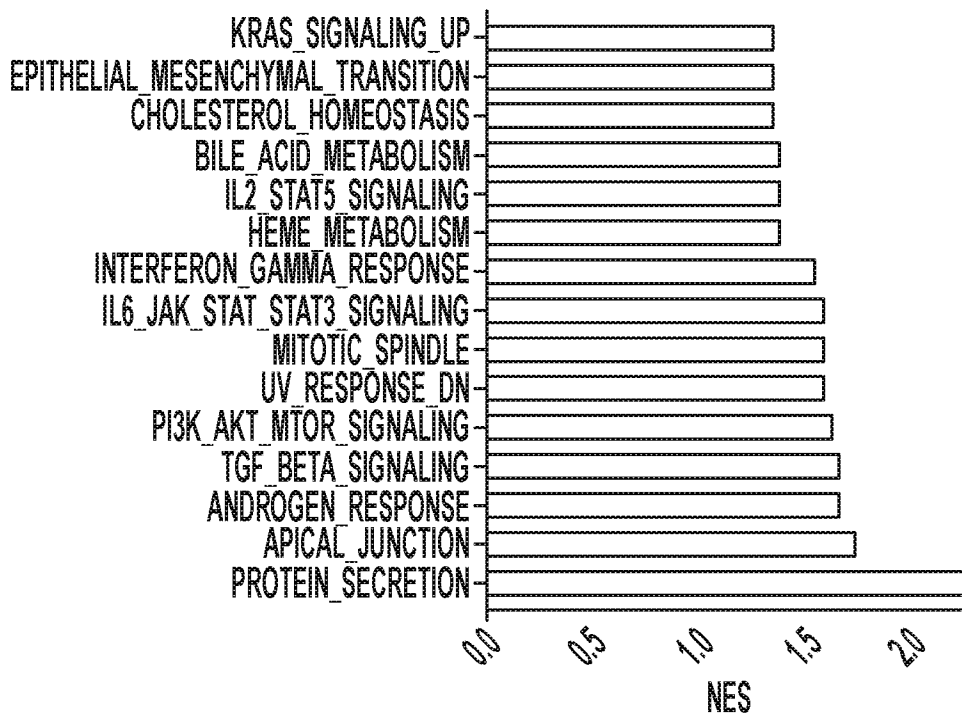 KRAS_SIGNALING_UP
EPITHELIAL_MESENCHYMAL_TRANSITION
CHOLESTEROL_HOMEOSTASIS
BILE_ACID_METABOLISM
IL2_STAT5_SIGNALING
HEME_METABOLISM
INTERFERON_GAMMA_RESPONSE
IL6_JAK_STAT_STAT3_SIGNALING
MITOTIC_SPINDLE
UV_RESPONSE_DN
PI3K_AKT_MTOR_SIGNALING
TGF_BETA_SIGNALING
ANDROGEN_RESPONSE
APICAL_JUNCTION
PROTEIN_SECRETION
0.0 0.5 1.0 1.5 2.0
NES